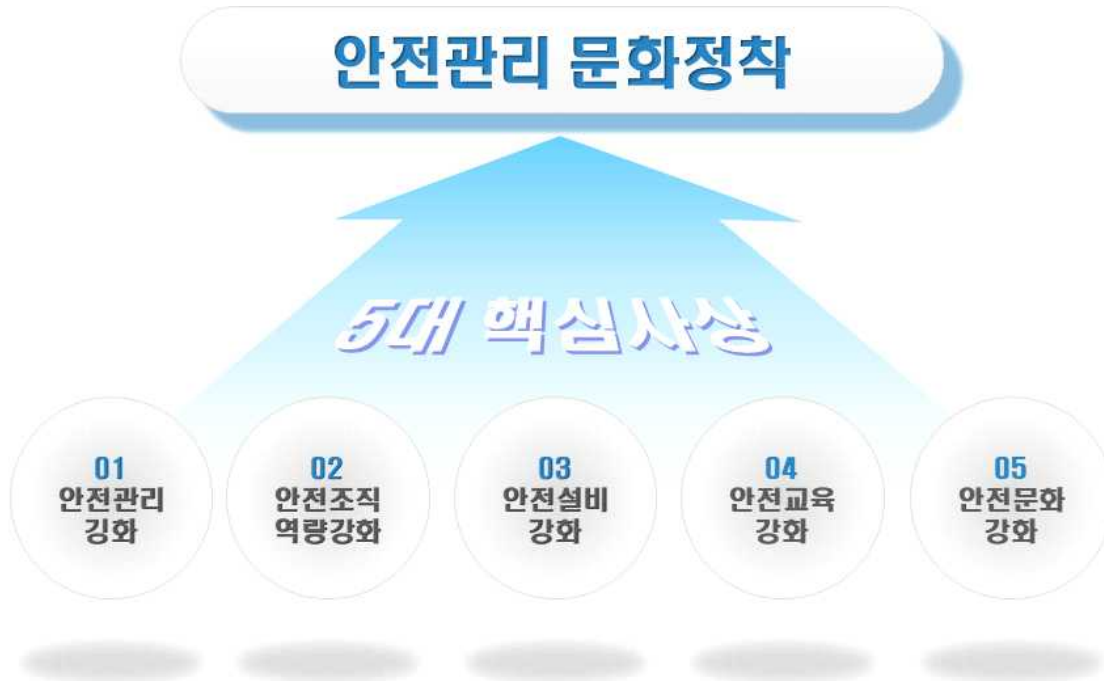 안전관리 문화정착
5대 핵심사상
01
안전관리
깅화
02
안전조직
역량강화
03
안전설비
강화
04
안전교육
강화
05
안전문화
강화